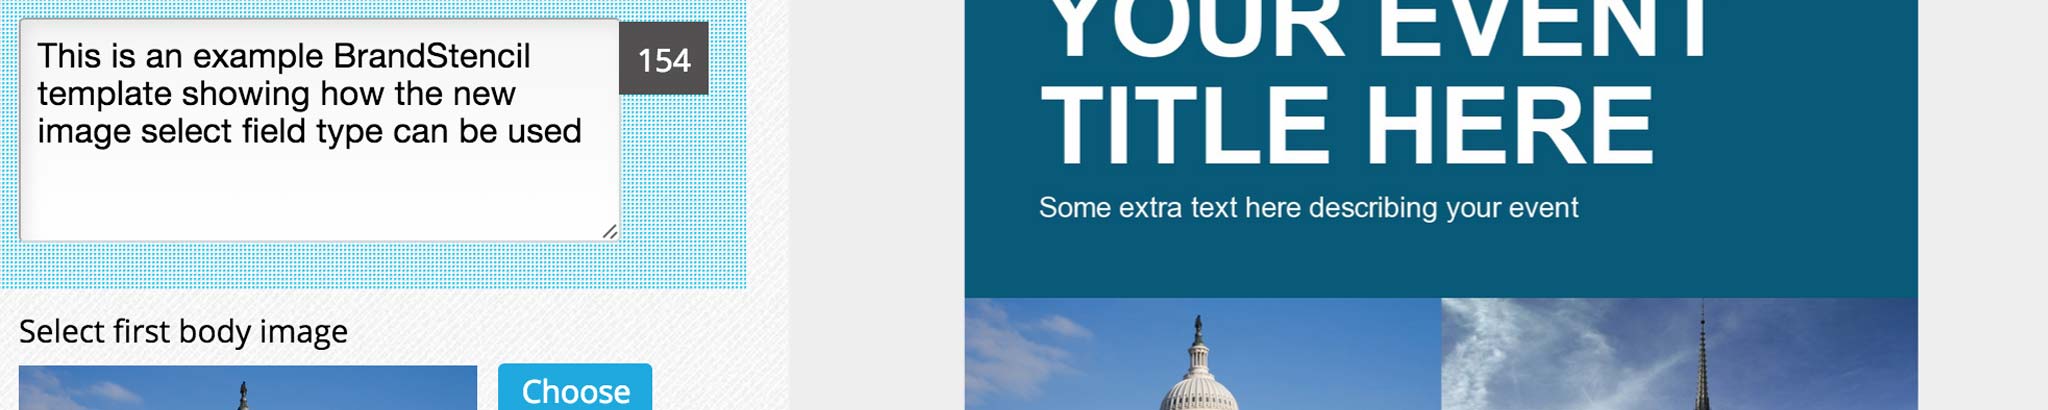 This is an example BrandStencil
template showing how the new
image select field type can be used
154
Select first body image
Choose
YOUR EVENT
TITLE HERE
Some extra text here describing your event